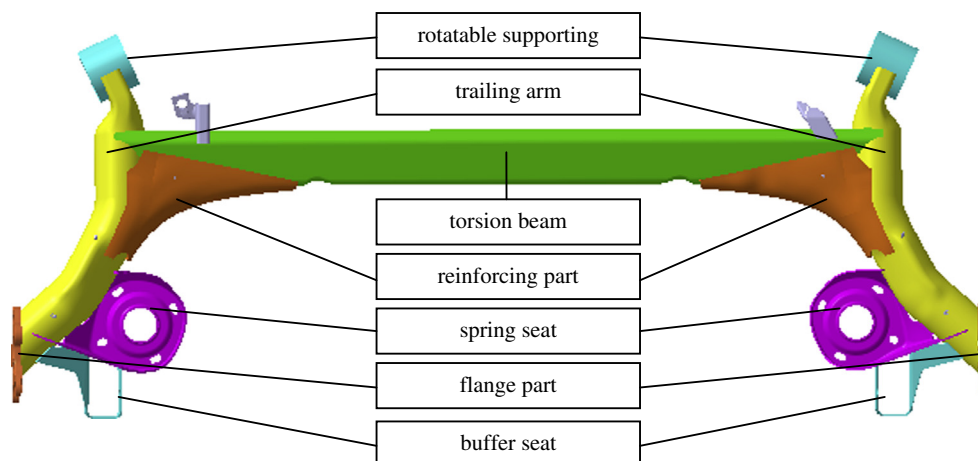 rotatable supporting
trailing arm
torsion beam
reinforcing part
spring seat
flange part
buffer seat